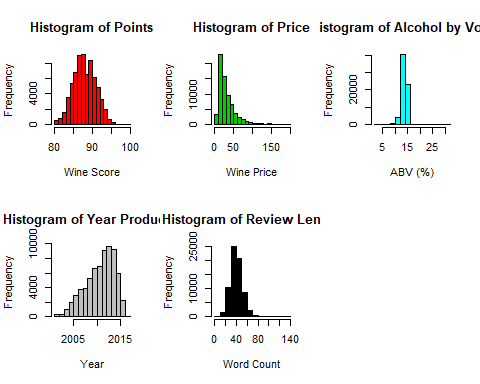 Histogram of Points
Frequency
4000
0
80
90
100
Wine Score
Histogram of Price
Frequency
10000
0
0
50
150
Wine Price
istogram of Alcohol by Vo
Frequency
20000
0
5
15
25
ABV (%)
Histogram of Year Produ
Frequency
10000
4000
0
2005
2015
Year
Histogram of Review Len
Frequency
25000
10000
0
0
40
80
140
Word Count